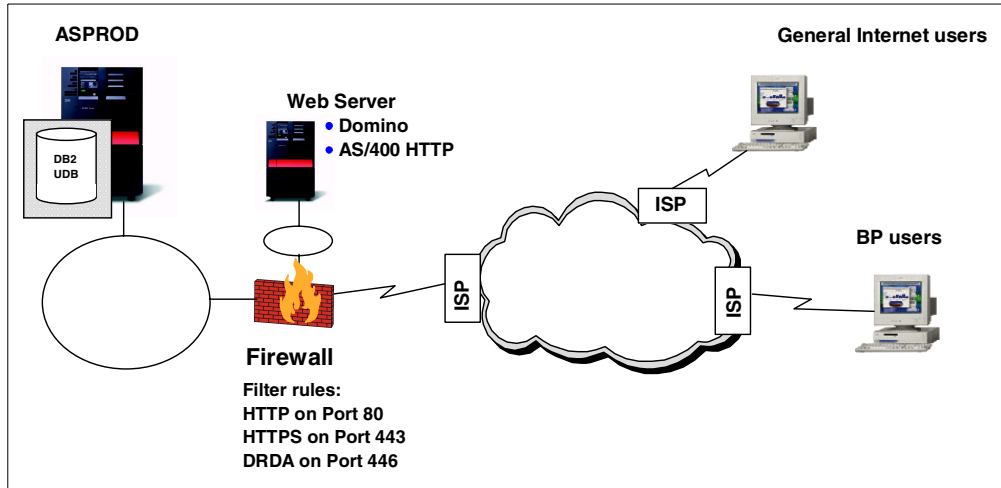 ASPROD
General Internet users
Web Server
• Domino
• AS/400 HTTP
DB2
UDB
ISP
BP users
ISP
ISP
Firewall
Filter rules:
HTTP on Port 80
HTTPS on Port 443
DRDA on Port 446